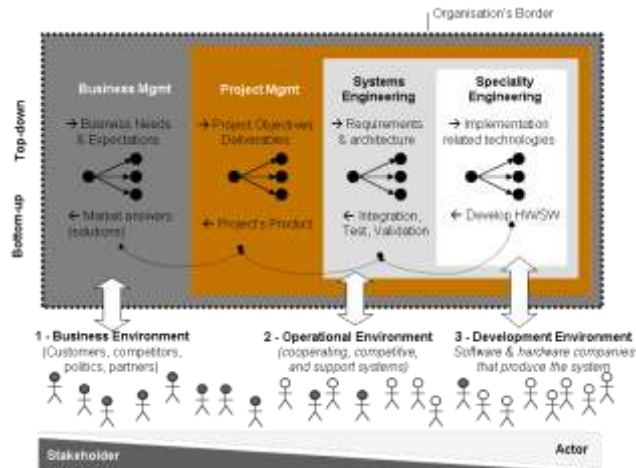 Organisation's Border
Top-down
Bottom-up
Business Mgmt
→ Business Needs
& Expectations
← Market answers
(solutions)
Project Mgmt
→ Project Objectives
Deliverables
← Project's Product
Systems
Engineering
→ Requirements
& architecture
← Integration,
Test, Validation
Speciality
Engineering
→ Implementation
related technologies
← Develop HW/SW
1 - Business Environment
(Customers, competitors,
politics, partners)
2 - Operational Environment
(cooperating, competitive,
and support systems)
3 - Development Environment
Software & hardware companies
that produce the system
Stakeholder
Actor